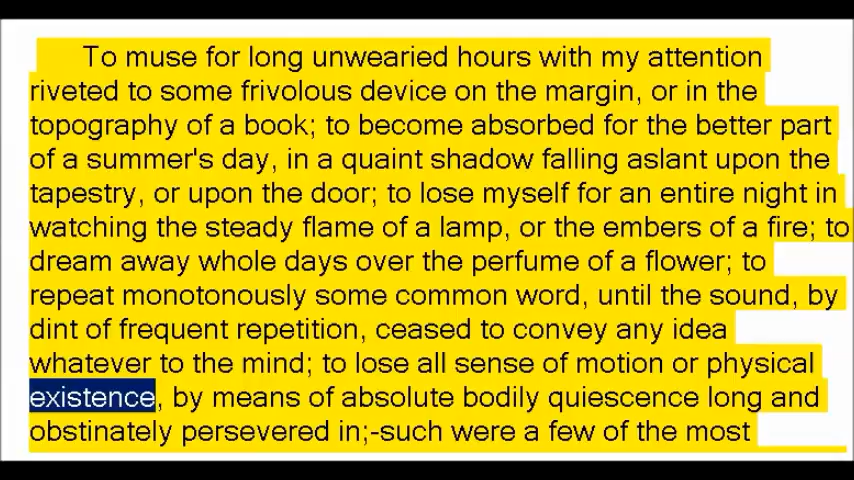 To muse for long unwearied hours with my attention
riveted to some frivolous device on the margin, or in the
topography of a book; to become absorbed for the better part
of a summer's day, in a quaint shadow falling aslant upon the
tapestry, or upon the door; to lose myself for an entire night in
watching the steady flame of a lamp, or the embers of a fire; to
dream away whole days over the perfume of a flower; to
repeat monotonously some common word, until the sound, by
dint of frequent repetition, ceased to convey any idea
whatever to the mind; to lose all sense of motion or physical
existence, by means of absolute bodily quiescence long and
obstinately persevered in;-such were a few of the most